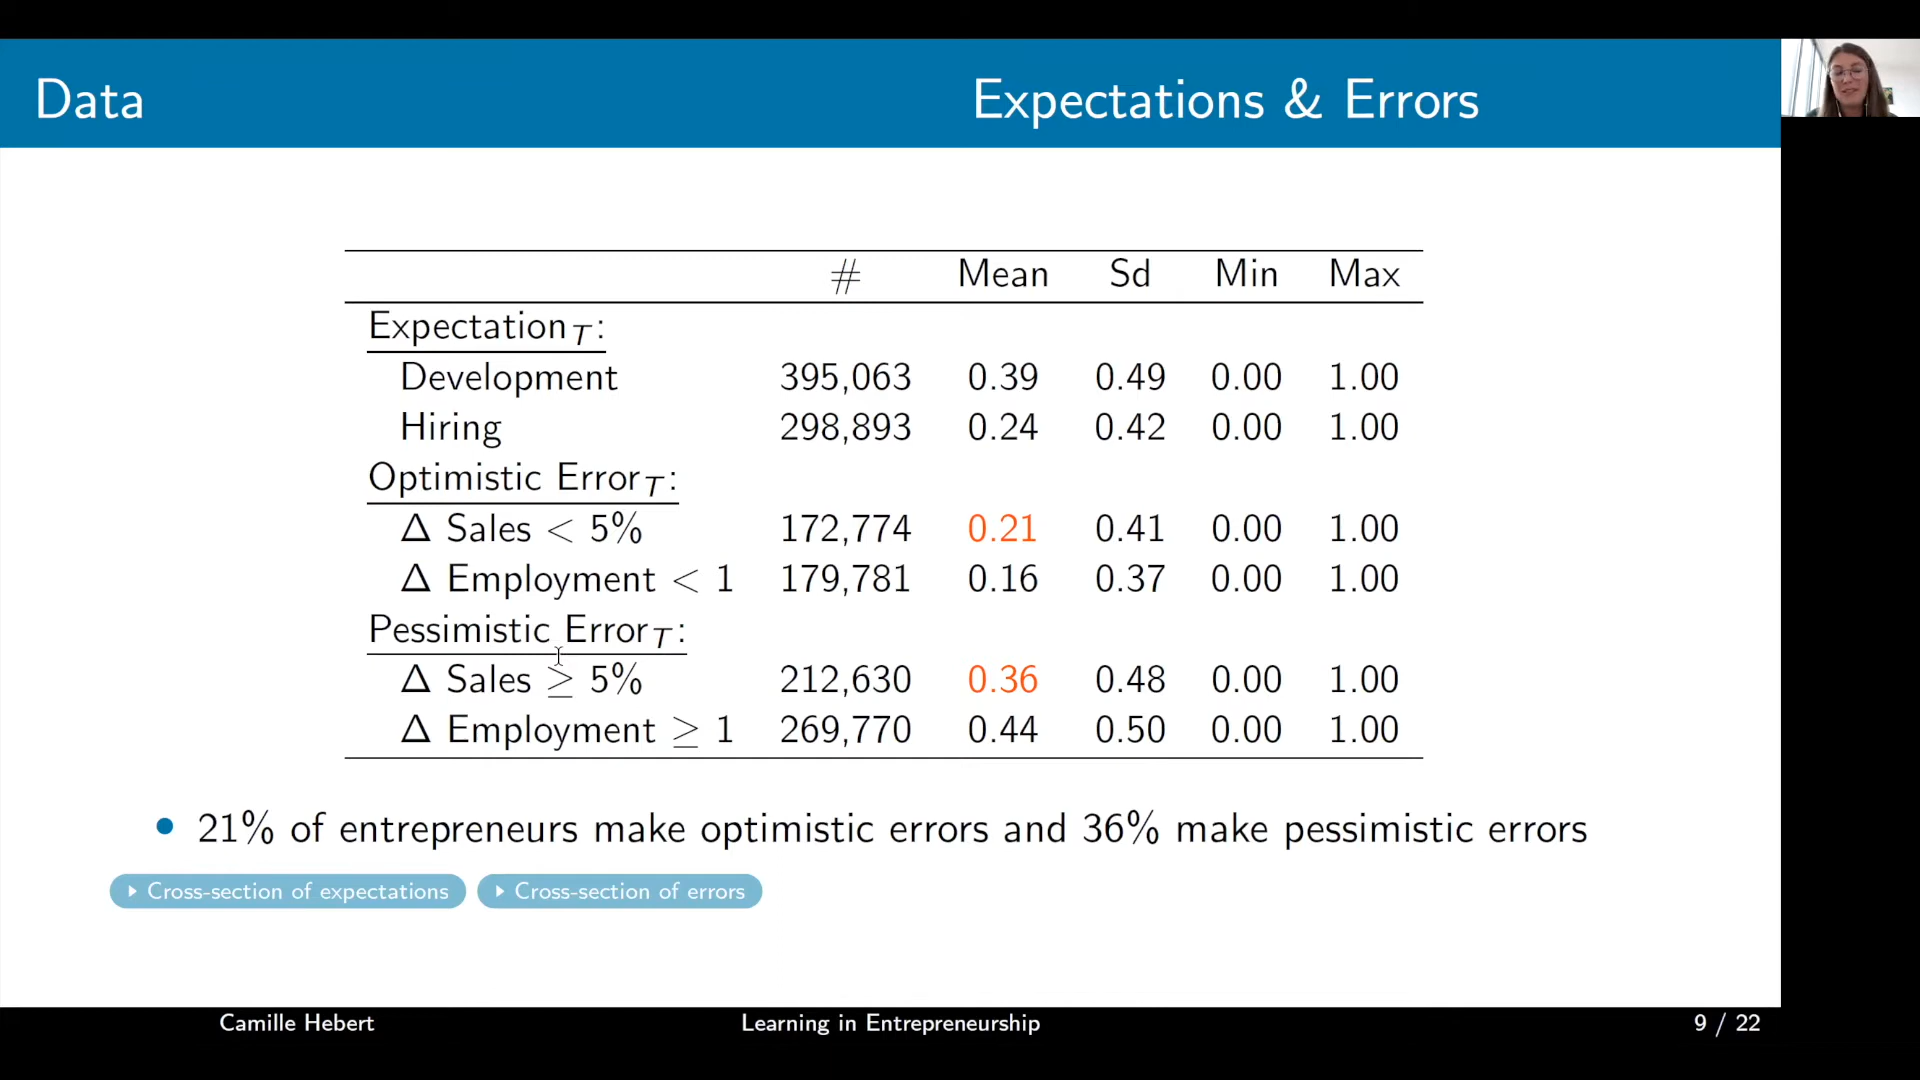 Data Expectations & Errors
# Mean Sd Min Max
Expectation_T:
Development 395,063 0.39 0.49 0.00 1.00
Hiring 298,893 0.24 0.42 0.00 1.00
Optimistic Error_T:
Δ Sales < 5% 172,774 0.21 0.41 0.00 1.00
Δ Employment < 1 179,781 0.16 0.37 0.00 1.00
Pessimistic Error_T:
Δ Sales ≥ 5% 212,630 0.36 0.48 0.00 1.00
Δ Employment ≥ 1 269,770 0.44 0.50 0.00 1.00
• 21% of entrepreneurs make optimistic errors and 36% make pessimistic errors
Cross-section of expectations Cross-section of errors
Camille Hebert Learning in Entrepreneurship 9 / 22